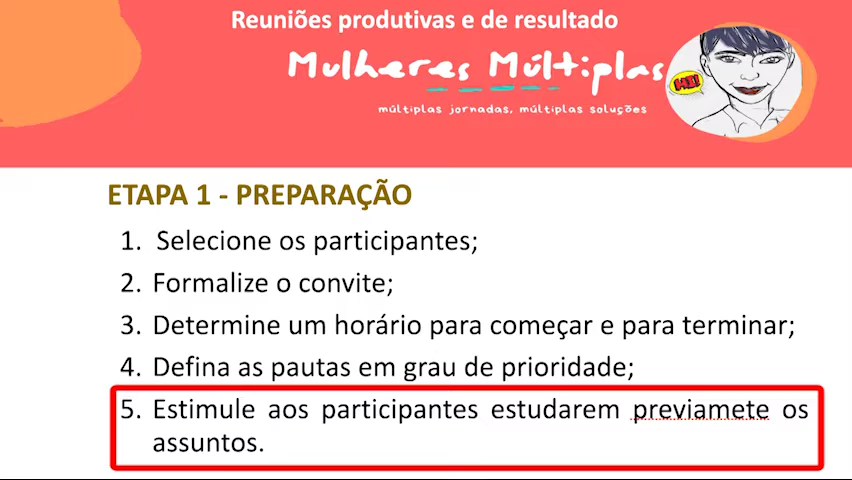 Reuniões produtivas e de resultado
Mulheres Múltiplas
múltiplas jornadas, múltiplas soluções
HI!
ETAPA 1 - PREPARAÇÃO
1. Selecione os participantes;
2. Formalize o convite;
3. Determine um horário para começar e para terminar;
4. Defina as pautas em grau de prioridade;
5. Estimule aos participantes estudarem previamete os
assuntos.